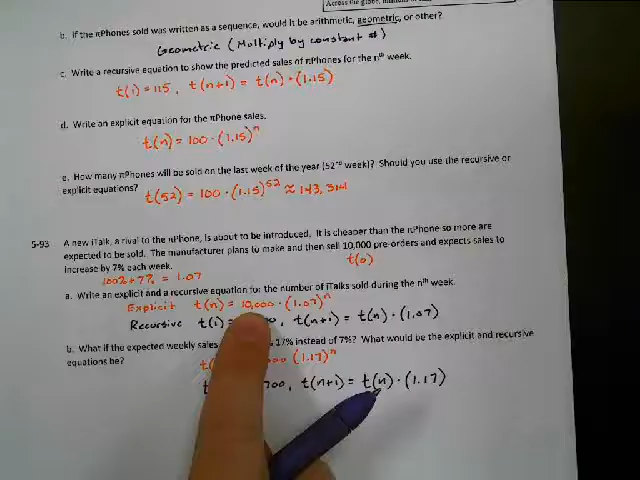 Across the globe, millions of
b. If the πPhones sold was written as a sequence, would it be arithmetic, geometric, or other?
Geometric (Multiply by constant #)
c. Write a recursive equation to show the predicted sales of πPhones for the nth week.
t(1) = 115, t(n+1) = t(n)·(1.15)
d. Write an explicit equation for the πPhone sales.
t(n) = 100·(1.15)^n
e. How many πPhones will be sold on the last week of the year (52nd week)? Should you use the recursive or
explicit equations?
t(52) = 100·(1.15)^52 ≈ 143,314
5-93 A new iTalk, a rival to the πPhone, is about to be introduced. It is cheaper than the πPhone so more are
expected to be sold. The manufacturer plans to make and then sell 10,000 pre-orders and expects sales to
increase by 7% each week.
t(0)
100%+7% = 1.07
a. Write an explicit and a recursive equation for the number of iTalks sold during the nth week.
Explicit t(n) = 10,000·(1.07)^n
Recursive t(1) = 00, t(n+1) = t(n)·(1.07)
b. What if the expected weekly sales 17% instead of 7%? What would be the explicit and recursive
equations be?
(1.17)^n
700, t(n+1) = t(n)·(1.17)